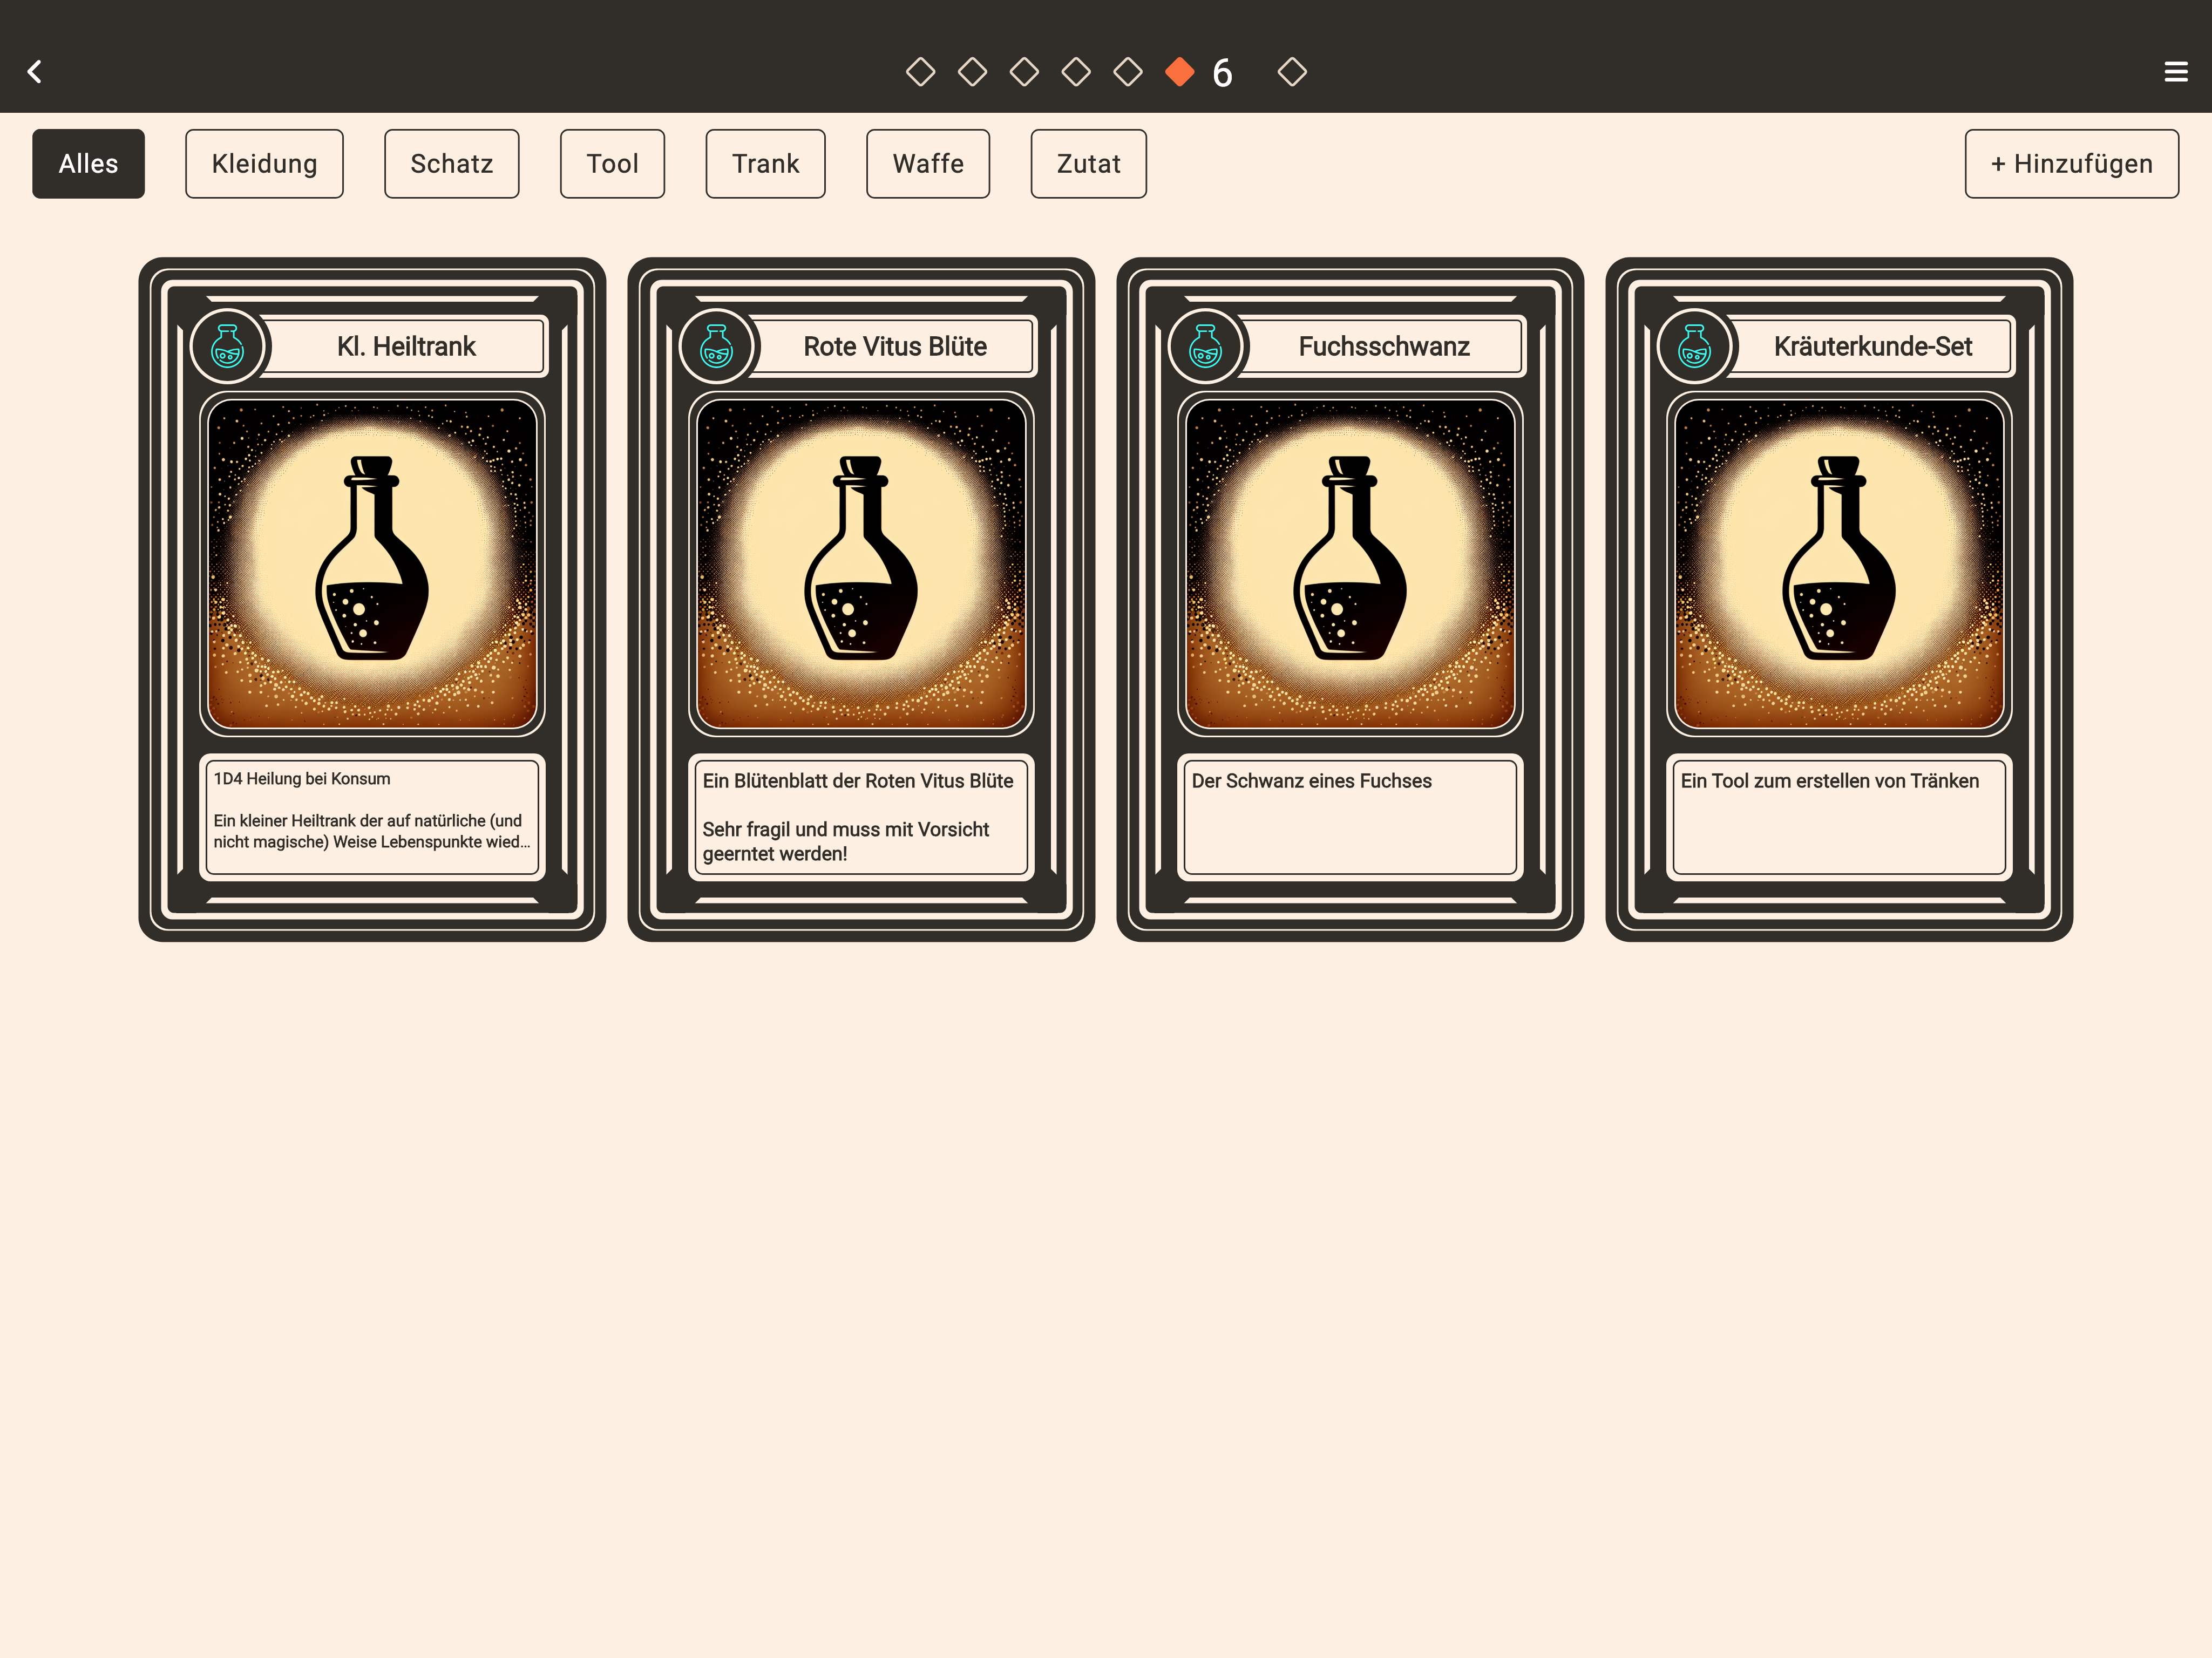 6
Alles
Kleidung
Schatz
Tool
Trank
Waffe
Zutat
+ Hinzufügen
Kl. Heiltrank
1D4 Heilung bei Konsum
Ein kleiner Heiltrank der auf natürliche (und
nicht magische) Weise Lebenspunkte wied...
Rote Vitus Blüte
Ein Blütenblatt der Roten Vitus Blüte
Sehr fragil und muss mit Vorsicht
geerntet werden!
Fuchsschwanz
Der Schwanz eines Fuchses
Kräuterkunde-Set
Ein Tool zum erstellen von Tränken